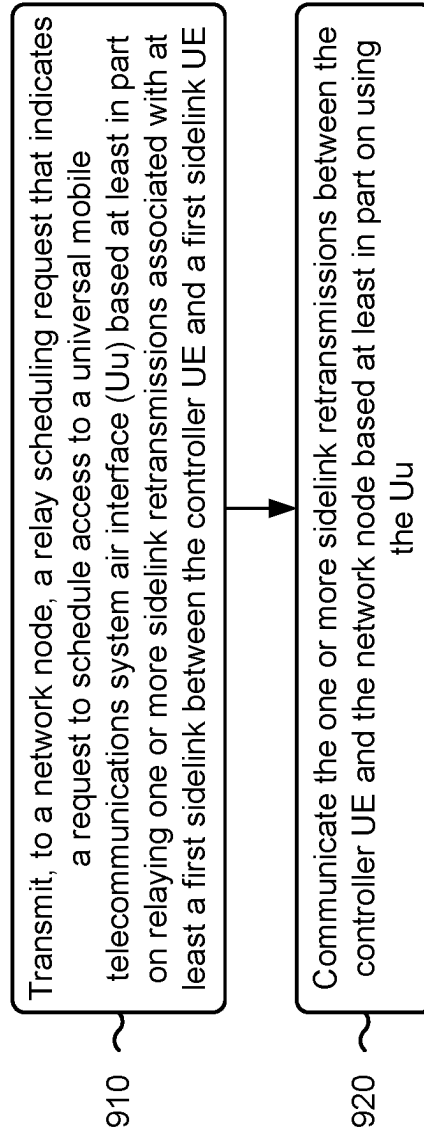 910
Transmit, to a network node, a relay scheduling request that indicates
a request to schedule access to a universal mobile
telecommunications system air interface (Uu) based at least in part
on relaying one or more sidelink retransmissions associated with at
least a first sidelink between the controller UE and a first sidelink UE
920
Communicate the one or more sidelink retransmissions between the
controller UE and the network node based at least in part on using
the Uu